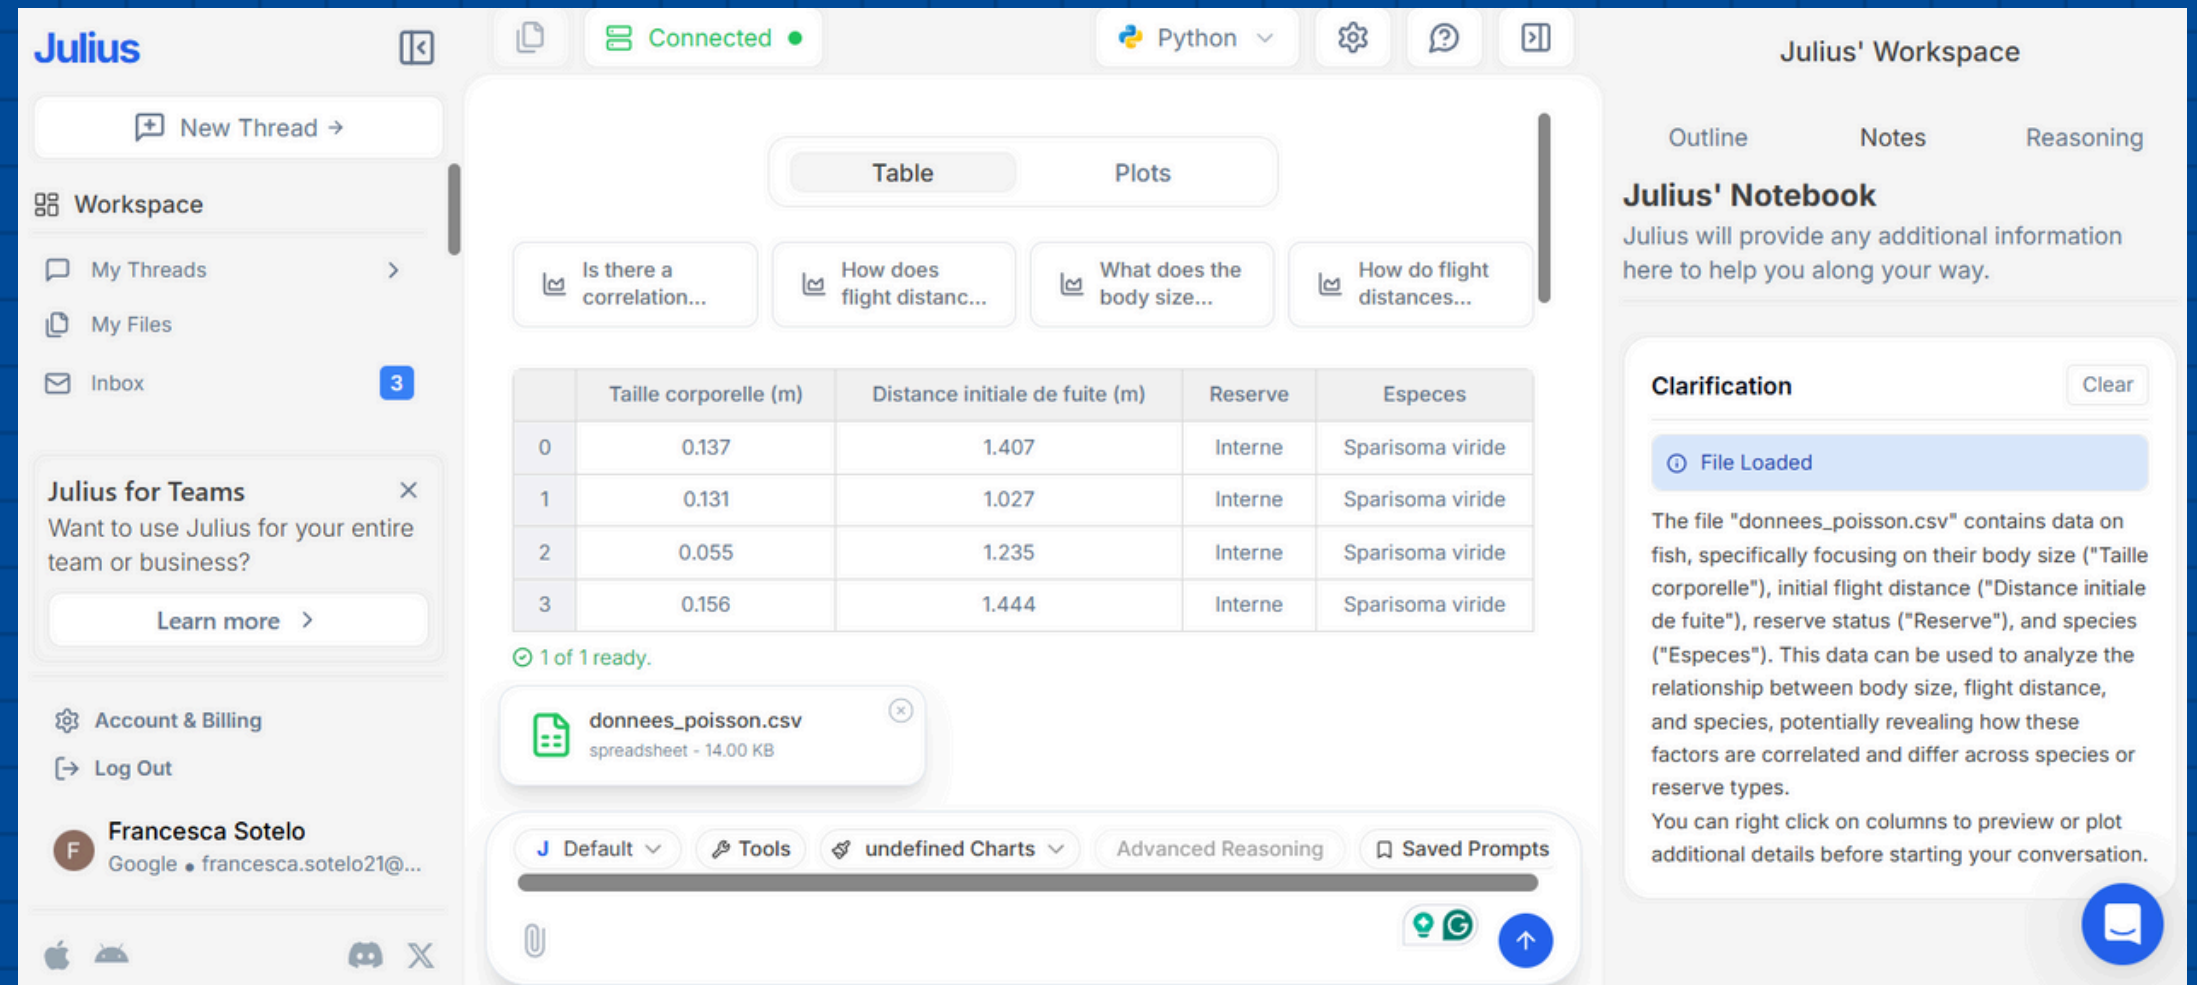 Julius
New Thread →
Workspace
My Threads
My Files
Inbox
3
Julius for Teams
Want to use Julius for your entire
team or business?
Learn more
Account & Billing
Log Out
F
Francesca Sotelo
Google • francesca.sotelo21@...
Connected
Python
Table
Plots
Is there a
correlation...
How does
flight distanc...
What does the
body size...
How do flight
distances...
Taille corporelle (m) Distance initiale de fuite (m) Reserve Especes
0 0.137 1.407 Interne Sparisoma viride
1 0.131 1.027 Interne Sparisoma viride
2 0.055 1.235 Interne Sparisoma viride
3 0.156 1.444 Interne Sparisoma viride
1 of 1 ready.
donnees_poisson.csv
spreadsheet - 14.00 KB
J Default
Tools
undefined Charts
Advanced Reasoning
Saved Prompts
G
Julius' Workspace
Outline
Notes
Reasoning
Julius' Notebook
Julius will provide any additional information
here to help you along your way.
Clarification
Clear
File Loaded
The file "donnees_poisson.csv" contains data on
fish, specifically focusing on their body size ("Taille
corporelle"), initial flight distance ("Distance initiale
de fuite"), reserve status ("Reserve"), and species
("Especes"). This data can be used to analyze the
relationship between body size, flight distance,
and species, potentially revealing how these
factors are correlated and differ across species or
reserve types.
You can right click on columns to preview or plot
additional details before starting your conversation.